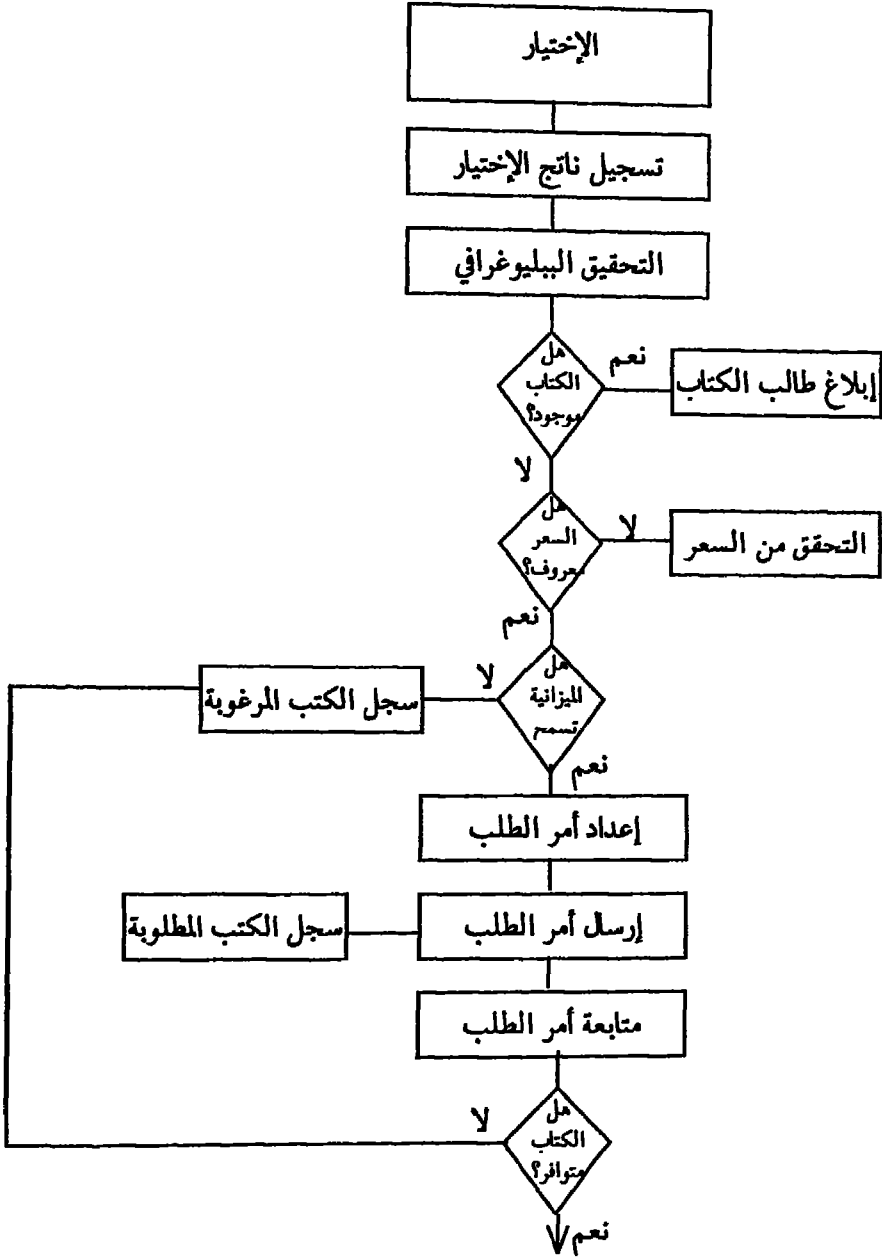 الإختيار
تسجيل ناتج الإختيار
التحقيق الببليوغرافي
هل
الكتاب
موجود؟
نعم
إبلاغ طالب الكتاب
لا
هل
السعر
معروف؟
لا
التحقق من السعر
نعم
هل
الميزانية
تسمح
لا
سجل الكتب المرغوبة
نعم
إعداد أمر الطلب
إرسال أمر الطلب
سجل الكتب المطلوبة
متابعة أمر الطلب
هل
الكتاب
متوافر؟
لا
نعم